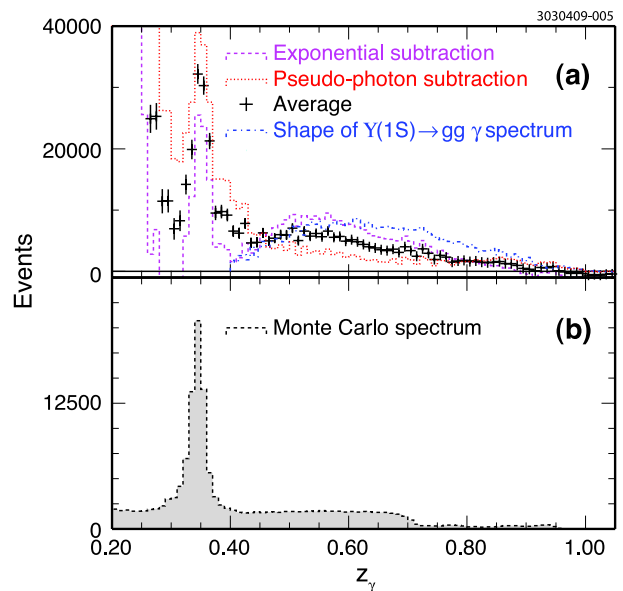 3030409-005
40000
Exponential subtraction
Pseudo-photon subtraction
(a)
Average
Shape of ϒ(1S)→gg γ spectrum
20000
0
Events
Monte Carlo spectrum
(b)
12500
0
0.20 0.40 0.60 0.80 1.00
zγ